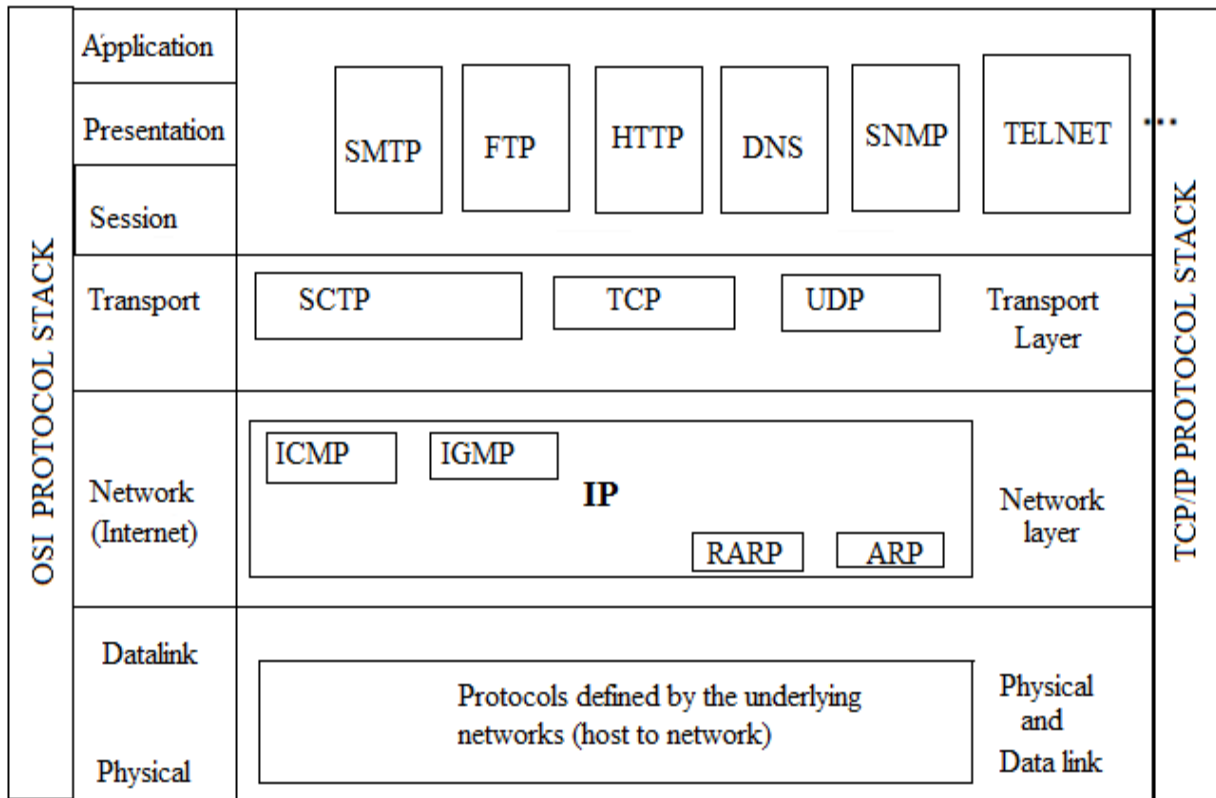 OSI PROTOCOL STACK
Application
Presentation
Session
SMTP
FTP
HTTP
DNS
SNMP
TELNET
...
Transport
SCTP
TCP
UDP
Transport
Layer
Network
(Internet)
ICMP
IGMP
IP
RARP
ARP
Network
layer
Datalink
Physical
Protocols defined by the underlying
networks (host to network)
Physical
and
Data link
TCP/IP PROTOCOL STACK